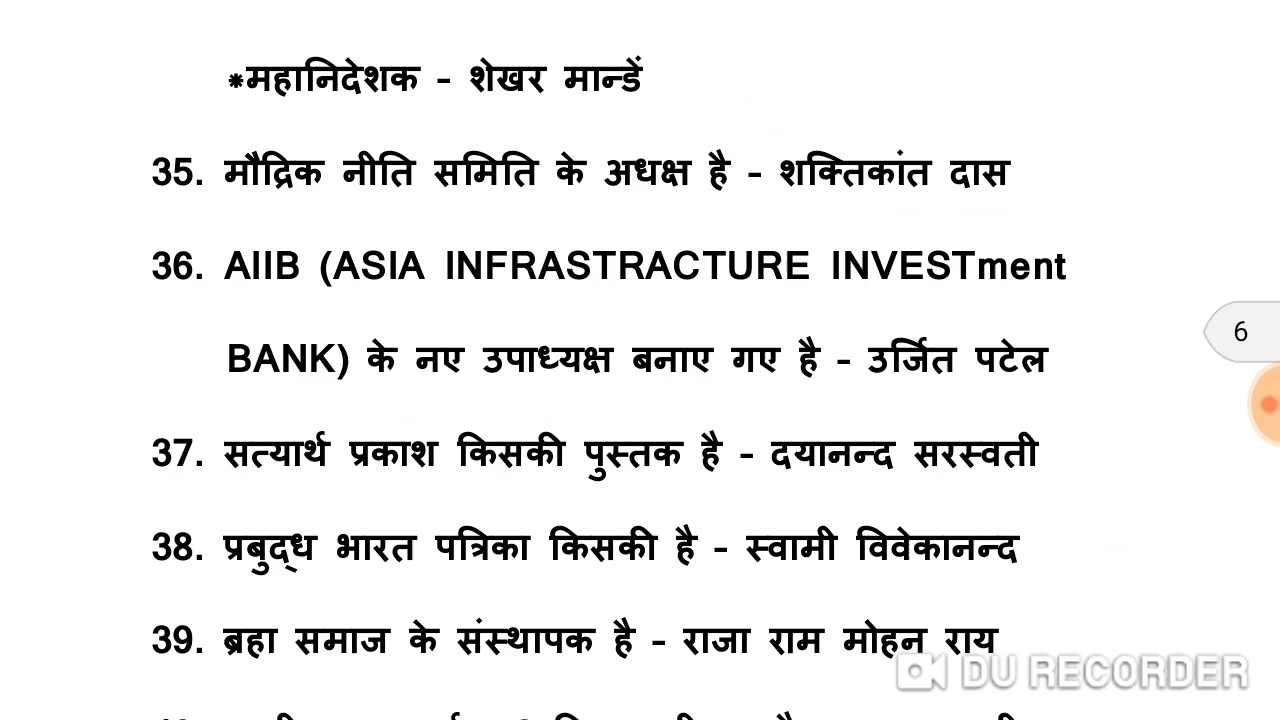 *महानिदेशक - शेखर मान्डें
35. मौद्रिक नीति समिति के अधक्ष है - शक्तिकांत दास
36. AIIB (ASIA INFRASTRACTURE INVESTment
BANK) के नए उपाध्यक्ष बनाए गए है - उर्जित पटेल
6
37. सत्यार्थ प्रकाश किसकी पुस्तक है - दयानन्द सरस्वती
38. प्रबुद्ध भारत पत्रिका किसकी है - स्वामी विवेकानन्द
39. ब्रहा समाज के संस्थापक है - राजा राम मोहन राय
DU RECORDER